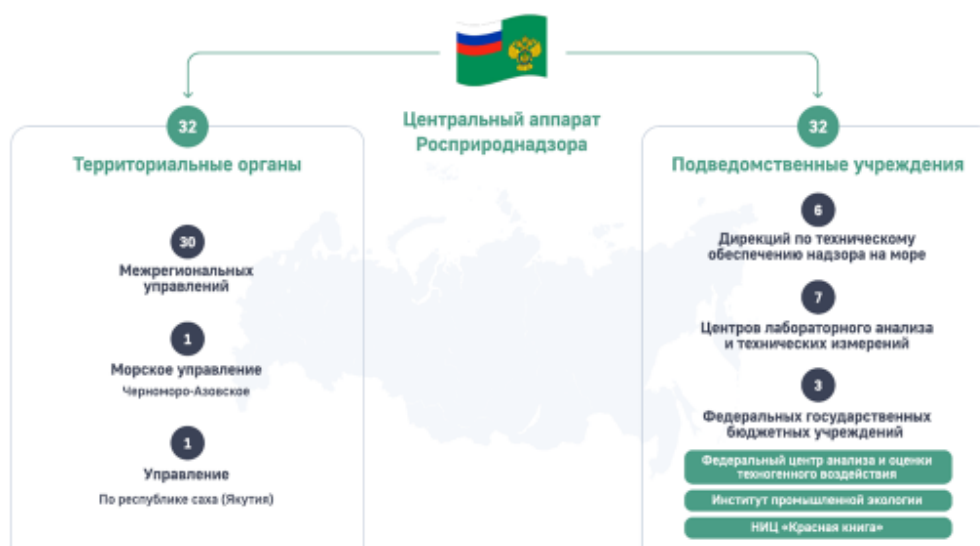 Центральный аппарат
Росприроднадзора
32
Территориальные органы
30
Межрегиональных
управлений
1
Морское управление
Черноморо-Азовское
1
Управление
По республике саха (Якутия)
32
Подведомственные учреждения
6
Дирекций по техническому
обеспечению надзора на море
7
Центров лабораторного анализа
и технических измерений
3
Федеральных государственных
бюджетных учреждений
Федеральный центр анализа и оценки
техногенного воздействия
Институт промышленной экологии
НИЦ «Красная книга»